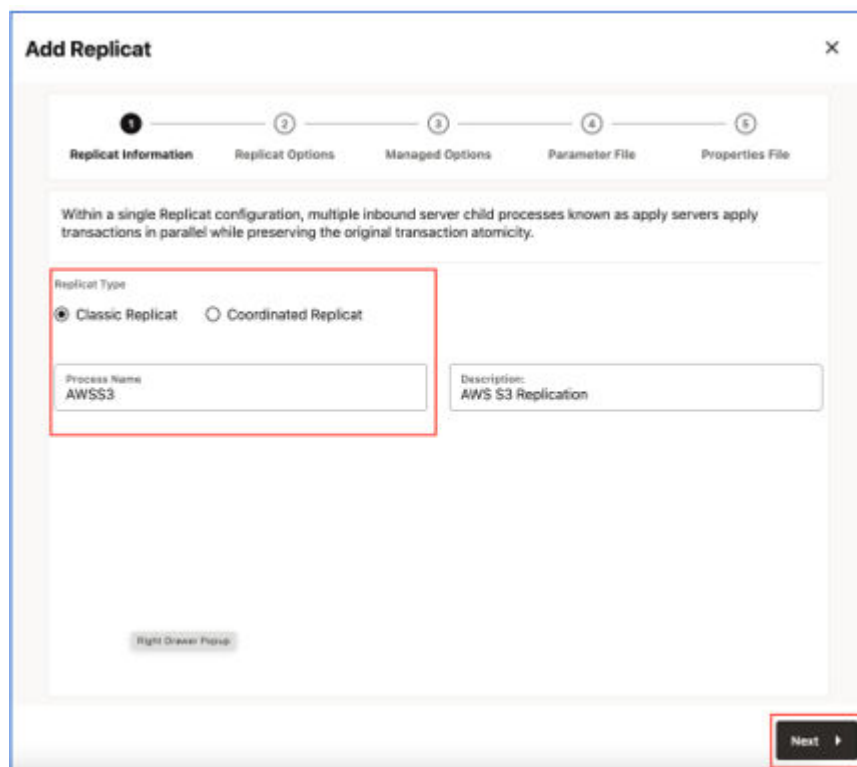 Add Replicat
1 2 3 4 5
Replicat Information Replicat Options Managed Options Parameter File Properties File
Within a single Replicat configuration, multiple inbound server child processes known as apply servers apply
transactions in parallel while preserving the original transaction atomicity.
Replicat Type
Classic Replicat Coordinated Replicat
Process Name Description:
AWSS3 AWS S3 Replication
Right Drawer Popup
Next